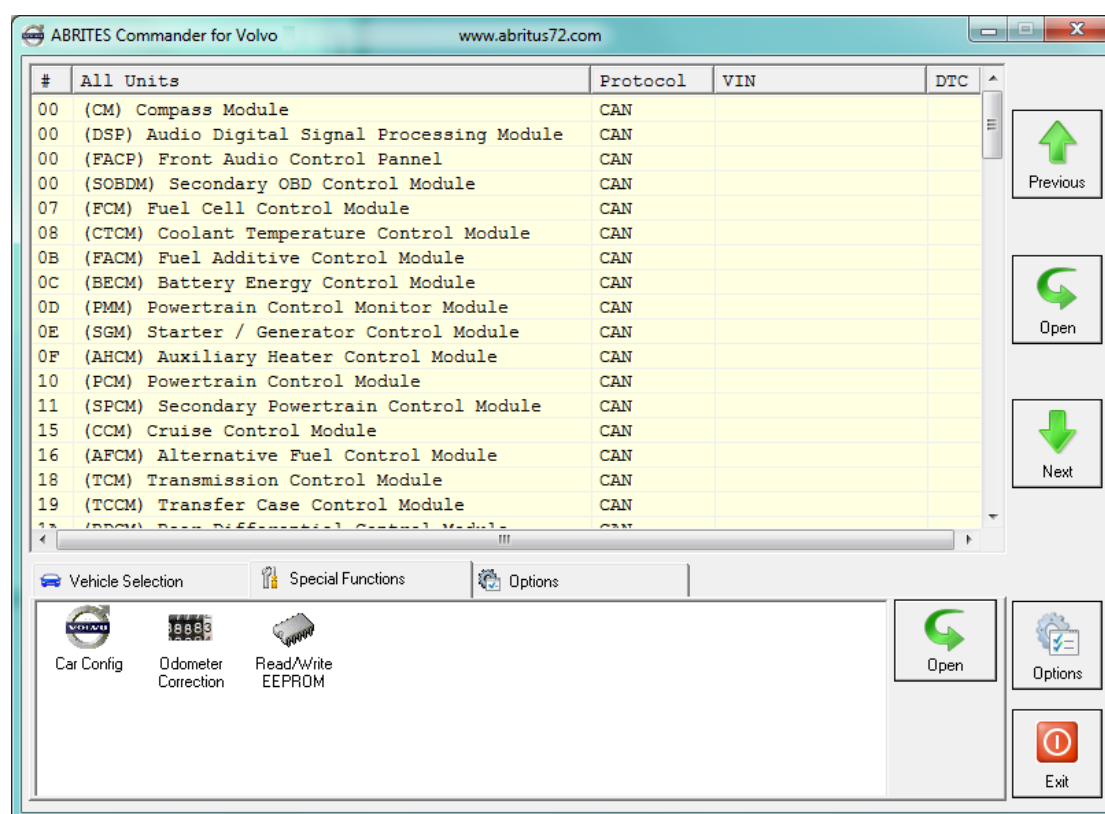 ABRITES Commander for Volvo www.abritus72.com
# All Units Protocol VIN DTC
00 (CM) Compass Module CAN
00 (DSP) Audio Digital Signal Processing Module CAN
00 (FACP) Front Audio Control Pannel CAN
00 (SOBDM) Secondary OBD Control Module CAN
07 (FCM) Fuel Cell Control Module CAN
08 (CTCM) Coolant Temperature Control Module CAN
0B (FACM) Fuel Additive Control Module CAN
0C (BECM) Battery Energy Control Module CAN
0D (PMM) Powertrain Control Monitor Module CAN
0E (SGM) Starter / Generator Control Module CAN
0F (AHCM) Auxiliary Heater Control Module CAN
10 (PCM) Powertrain Control Module CAN
11 (SPCM) Secondary Powertrain Control Module CAN
15 (CCM) Cruise Control Module CAN
16 (AFCM) Alternative Fuel Control Module CAN
18 (TCM) Transmission Control Module CAN
19 (TCCM) Transfer Case Control Module CAN
Previous
Open
Next
Vehicle Selection Special Functions Options
VOLVO
Car Config
Odometer
Correction
Read/Write
EEPROM
Open
Options
Exit